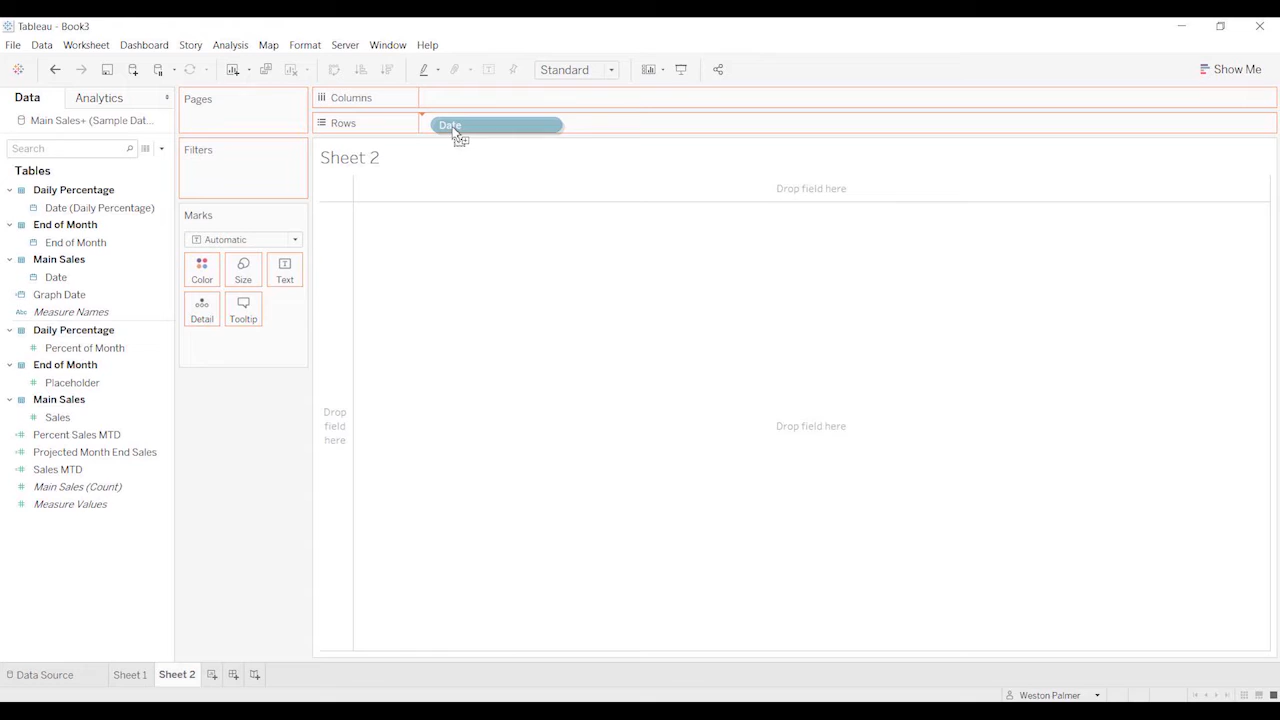 Tableau - Book3
File Data Worksheet Dashboard Story Analysis Map Format Server Window Help
Standard
Show Me
Data Analytics
Pages
Columns
Rows
Date
Main Sales+ (Sample Dat...
Search
Filters
Sheet 2
Tables
Daily Percentage
Date (Daily Percentage)
End of Month
End of Month
Main Sales
Date
Graph Date
Abc Measure Names
Daily Percentage
Percent of Month
End of Month
Placeholder
Main Sales
Sales
Percent Sales MTD
Projected Month End Sales
Sales MTD
Main Sales (Count)
Measure Values
Marks
Automatic
Color Size Text
Detail Tooltip
Drop field here
Drop
field
here
Drop field here
Data Source Sheet 1 Sheet 2
Weston Palmer